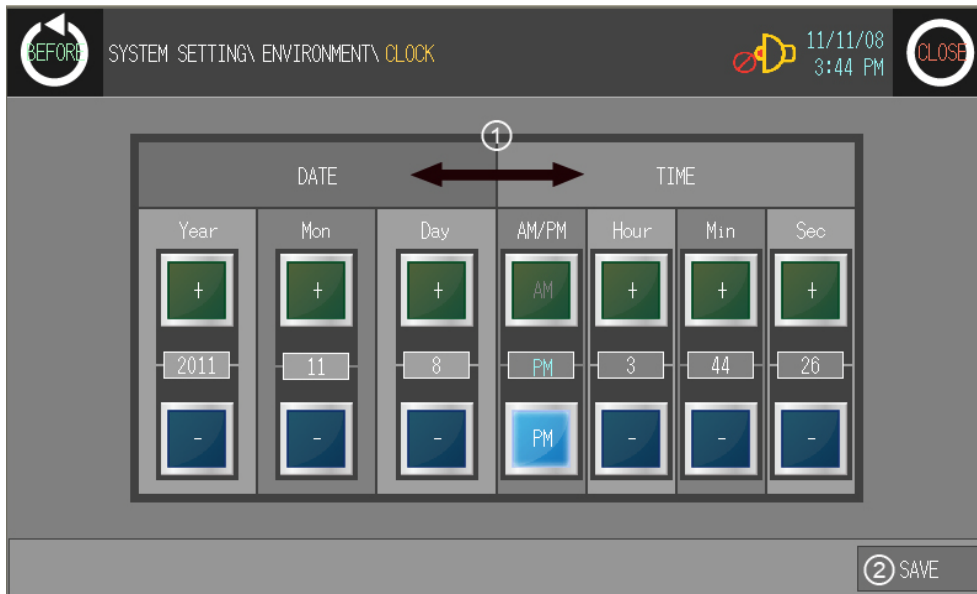 BEFORE SYSTEM SETTING\ ENVIRONMENT\ CLOCK 11/11/08 CLOSE
3:44 PM
①
DATE TIME
Year Mon Day AM/PM Hour Min Sec
+ + + AM + + +
2011 11 8 PM 3 44 26
- - - PM - - -
② SAVE